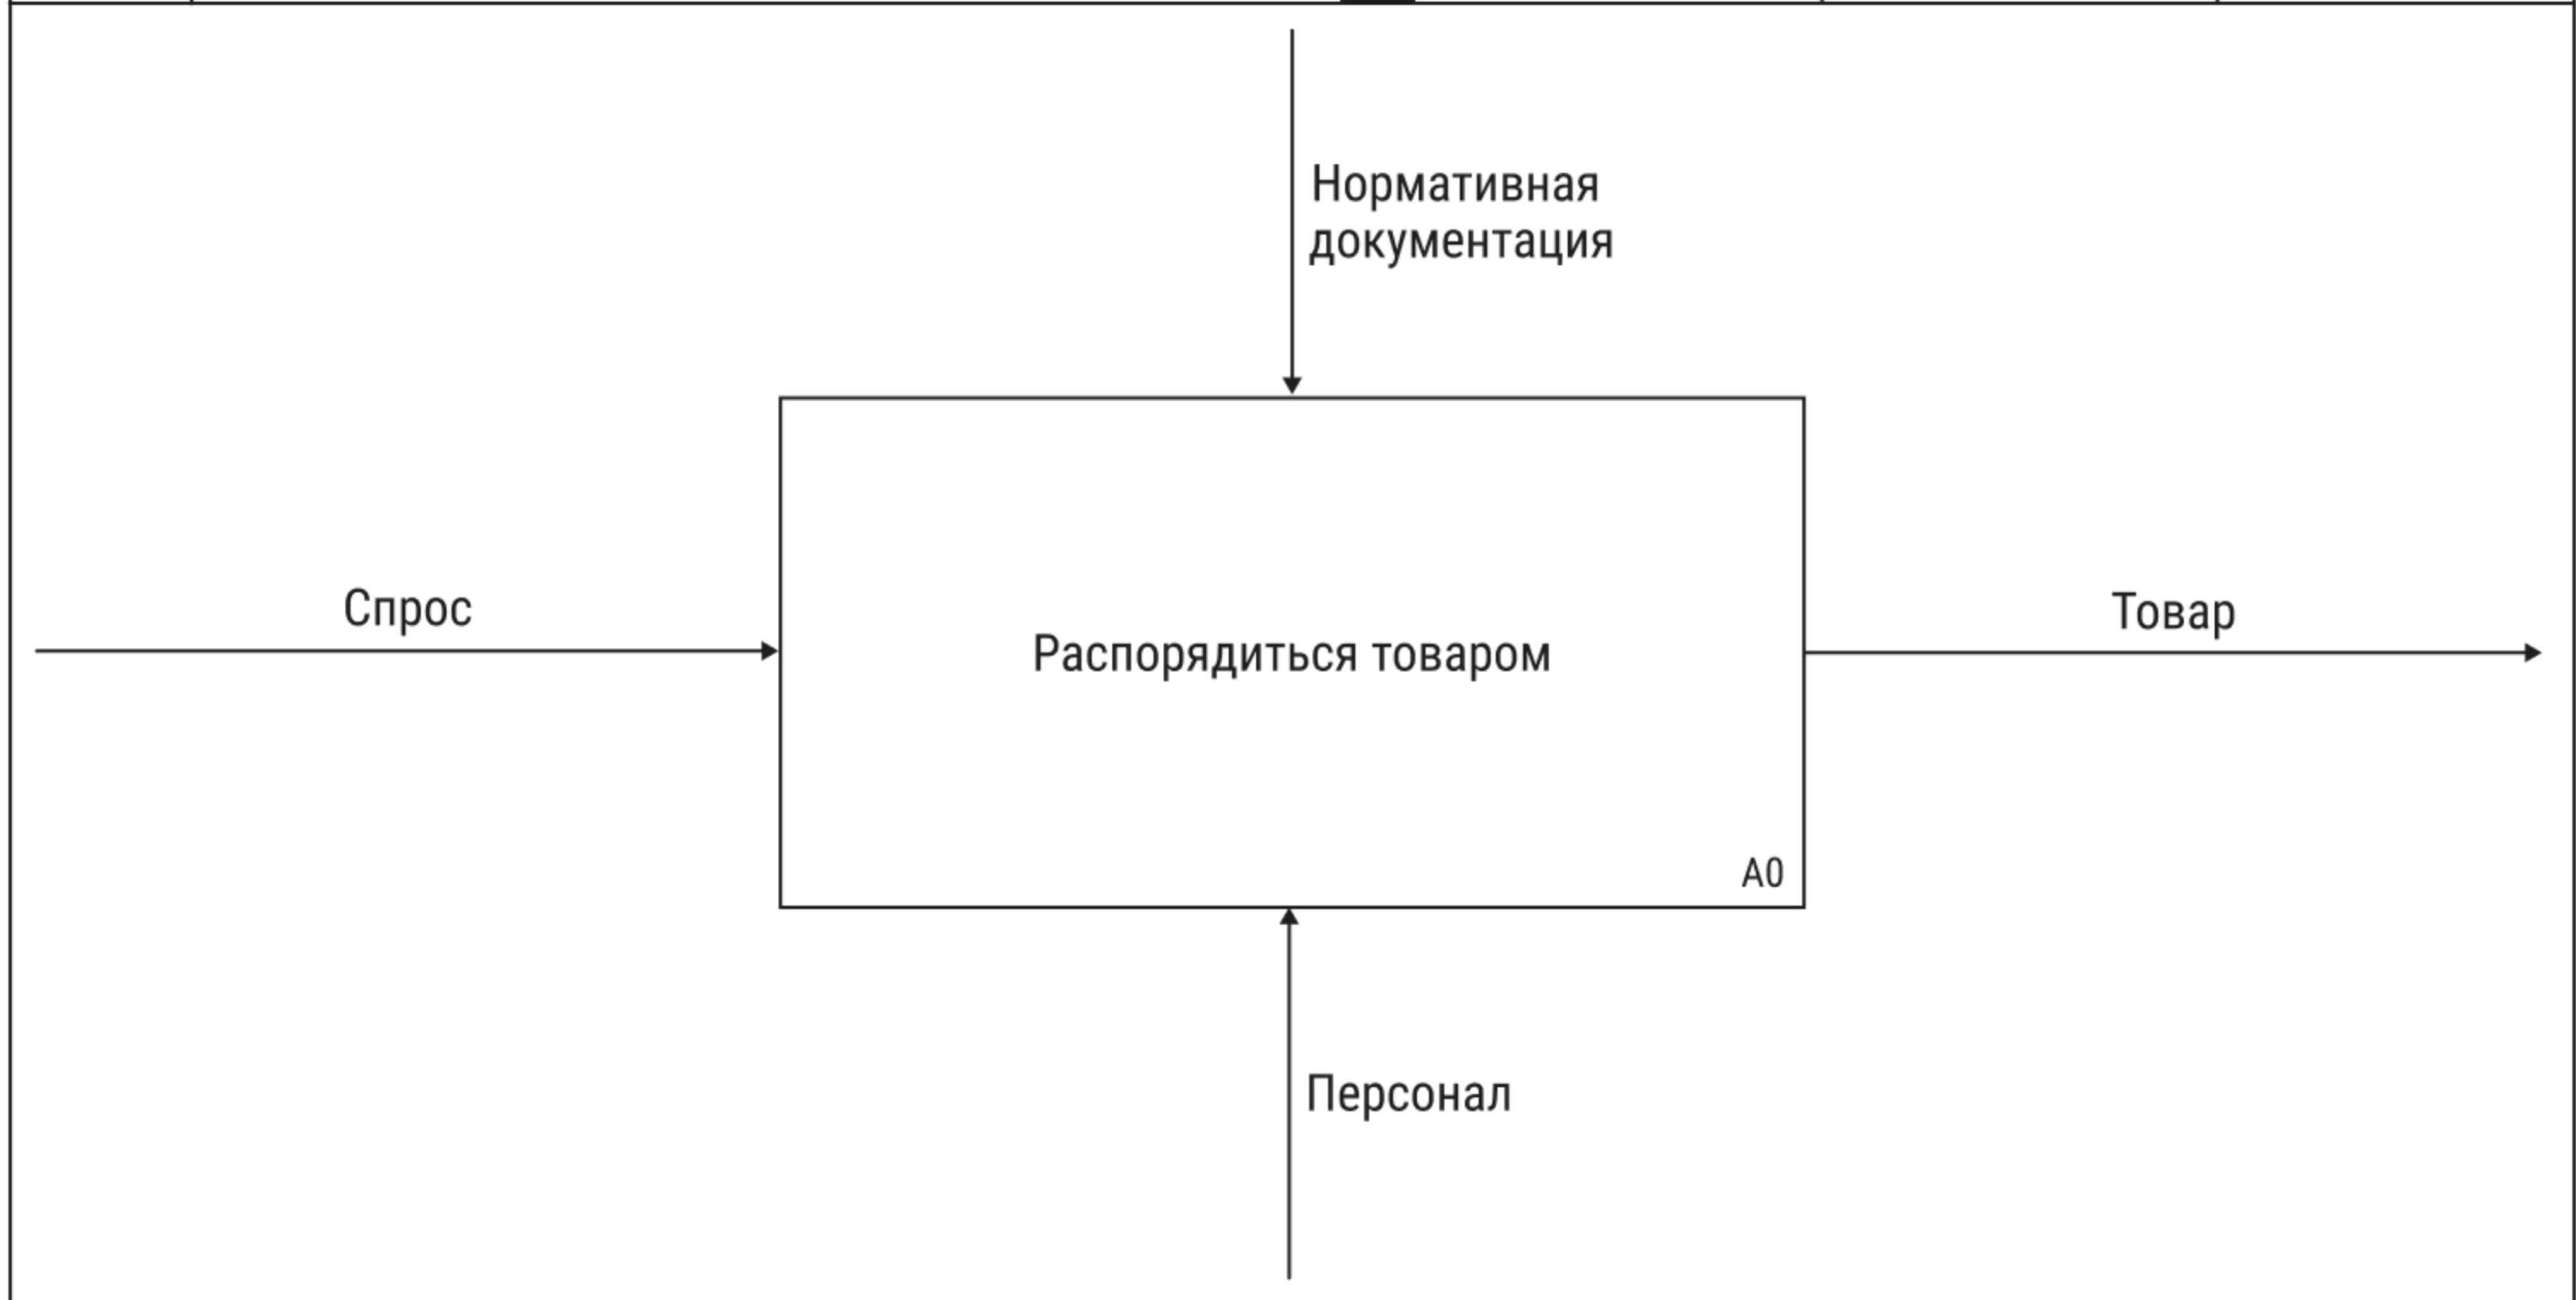 Нормативная
документация
Спрос
Распорядиться товаром
Товар
A0
Персонал